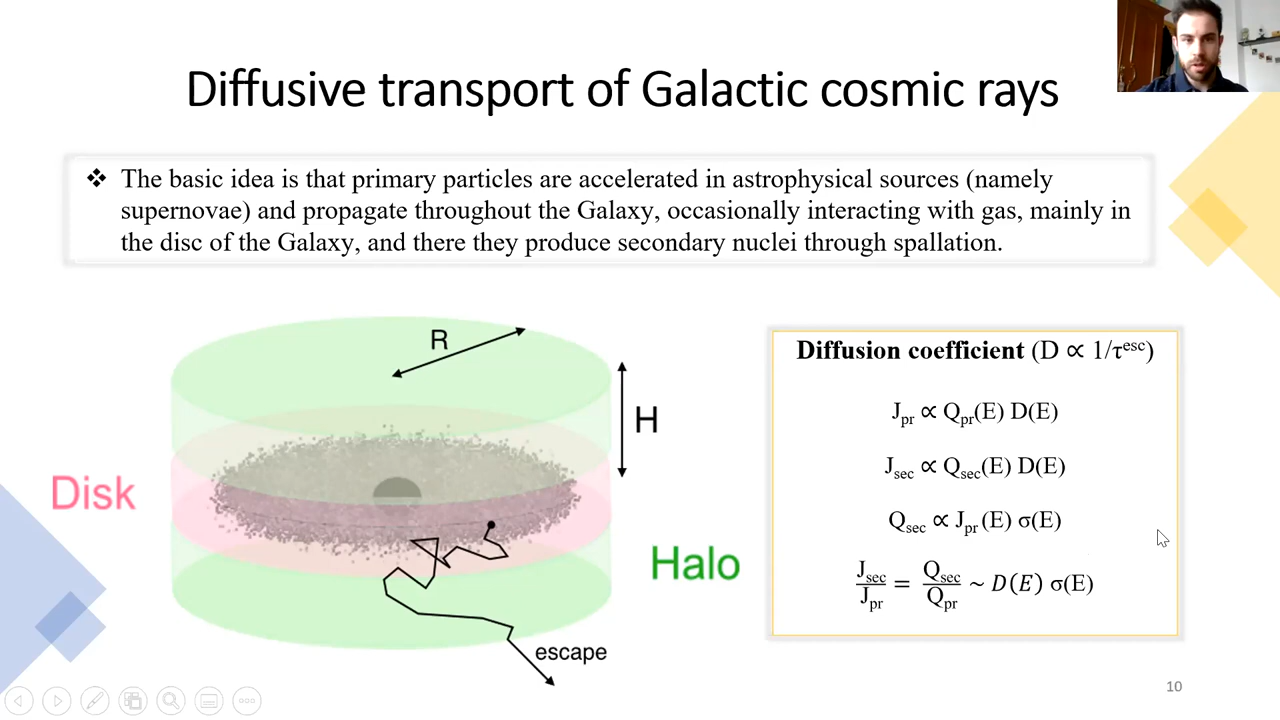 Diffusive transport of Galactic cosmic rays
❖ The basic idea is that primary particles are accelerated in astrophysical sources (namely
supernovae) and propagate throughout the Galaxy, occasionally interacting with gas, mainly in
the disc of the Galaxy, and there they produce secondary nuclei through spallation.
R
H
Disk
Halo
escape
Diffusion coefficient (D ∝ 1/τᵉˢᶜ)
J_pr ∝ Q_pr(E) D(E)
J_sec ∝ Q_sec(E) D(E)
Q_sec ∝ J_pr (E) σ(E)
J_sec/J_pr = Q_sec/Q_pr ~ D(E) σ(E)
10